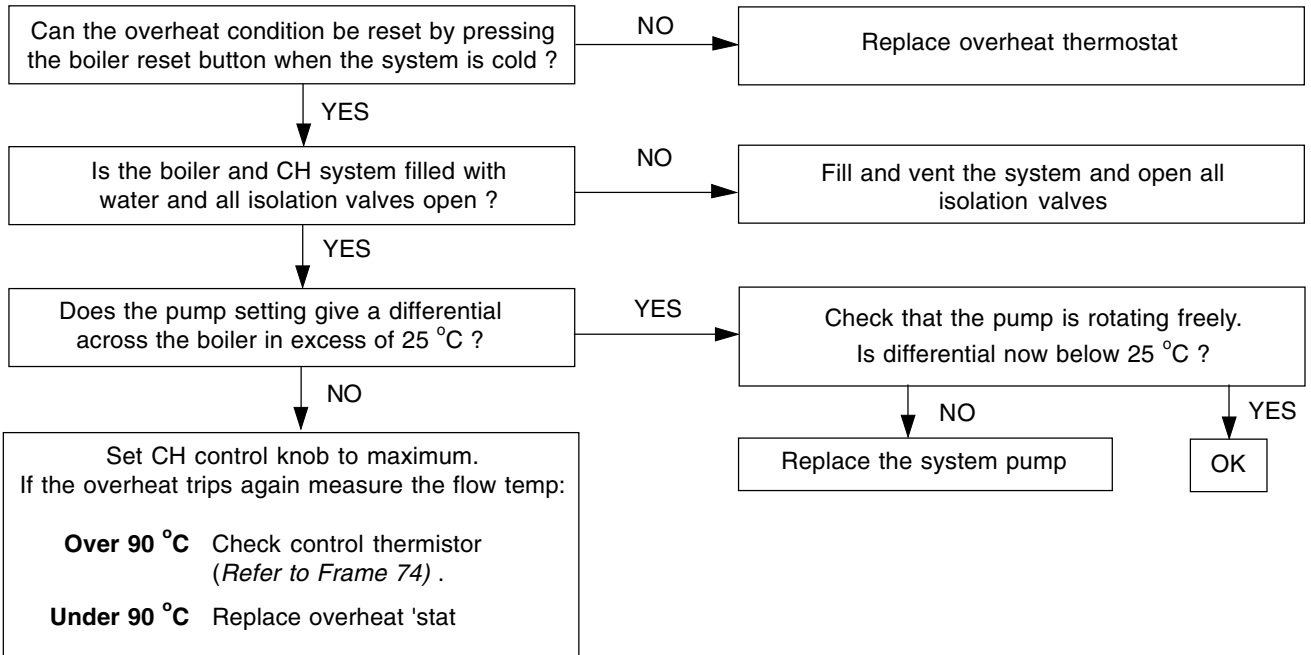 Can the overheat condition be reset by pressing
the boiler reset button when the system is cold ?
NO
Replace overheat thermostat
YES
Is the boiler and CH system filled with
water and all isolation valves open ?
NO
Fill and vent the system and open all
isolation valves
YES
Does the pump setting give a differential
across the boiler in excess of 25 °C ?
YES
Check that the pump is rotating freely.
Is differential now below 25 °C ?
NO
Replace the system pump
YES
OK
NO
Set CH control knob to maximum.
If the overheat trips again measure the flow temp:
Over 90 °C Check control thermistor
(Refer to Frame 74) .
Under 90 °C Replace overheat 'stat